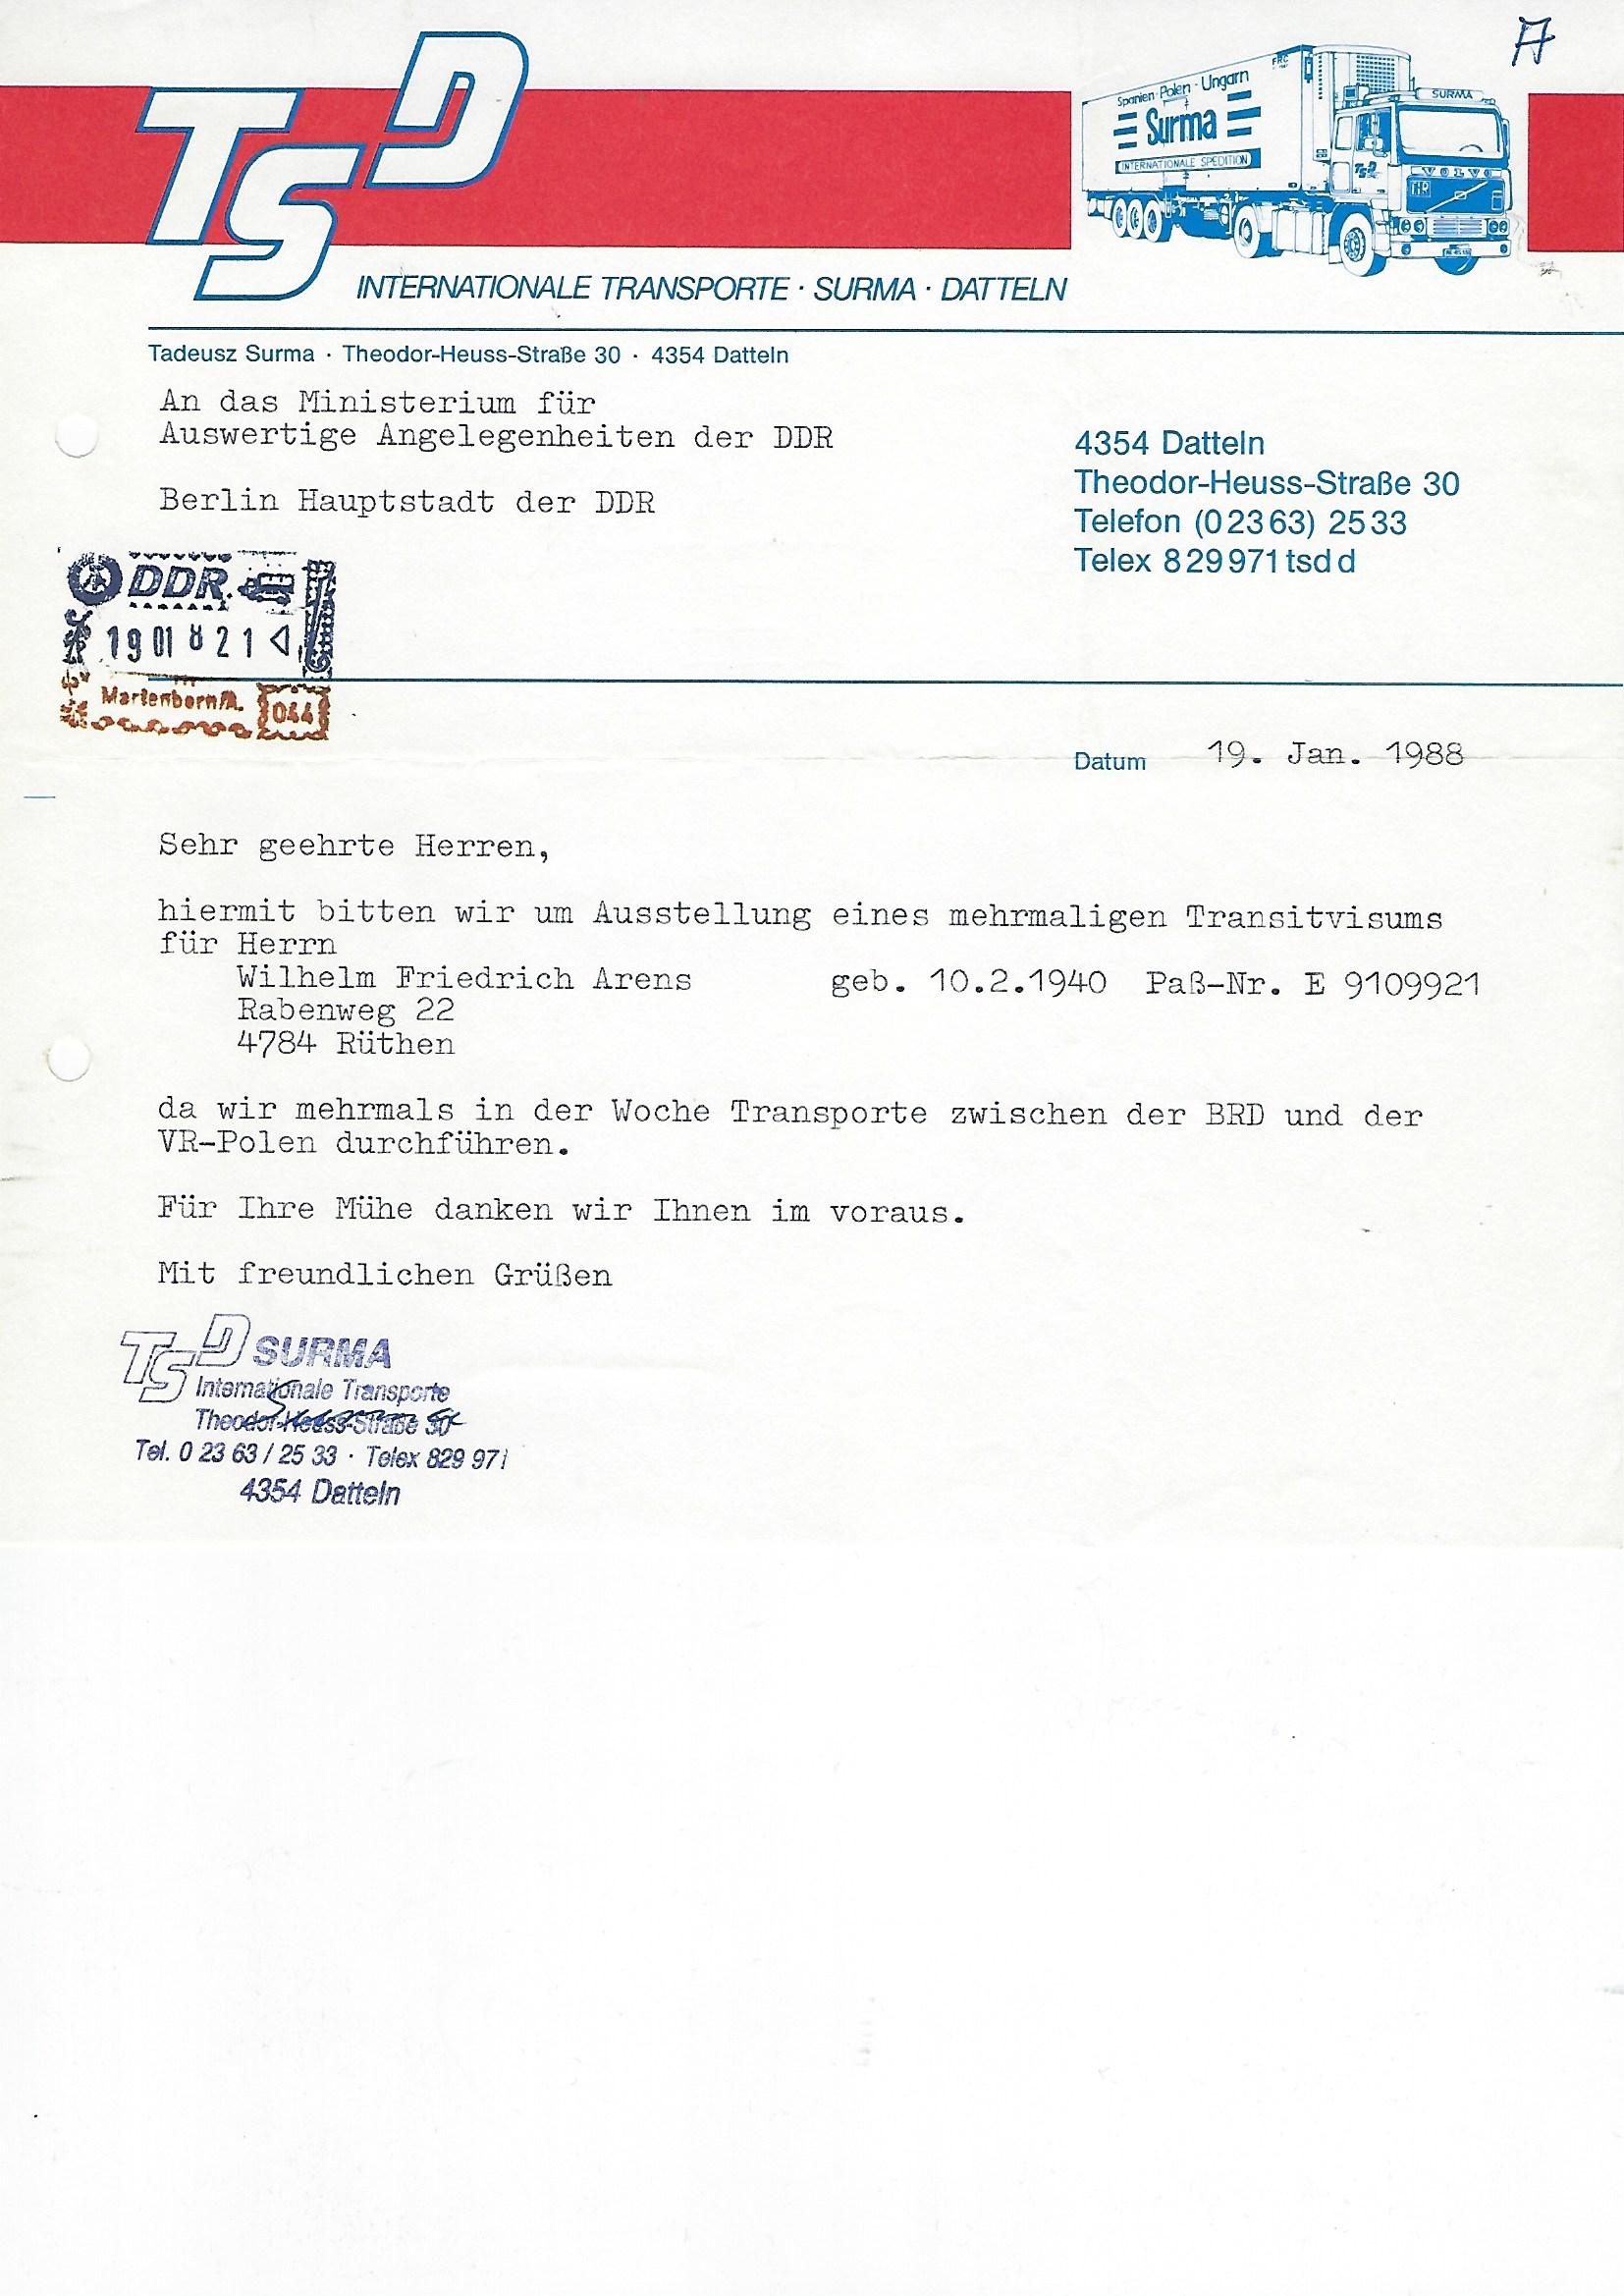 TSD
FRC
SURMA
Spanien · Polen · Ungarn
Surma
INTERNATIONALE SPEDITION
TSD
VOLVO
INTERNATIONALE TRANSPORTE · SURMA · DATTELN
Tadeusz Surma · Theodor-Heuss-Straße 30 · 4354 Datteln
An das Ministerium für
Auswertige Angelegenheiten der DDR
Berlin Hauptstadt der DDR
4354 Datteln
Theodor-Heuss-Straße 30
Telefon (02363) 2533
Telex 829971 tsd d
DDR
19 01 8 21
Marienborn/A. 044
Datum 19. Jan. 1988
Sehr geehrte Herren,
hiermit bitten wir um Ausstellung eines mehrmaligen Transitvisums
für Herrn
Wilhelm Friedrich Arens geb. 10.2.1940 Paß-Nr. E 9109921
Rabenweg 22
4784 Rüthen
da wir mehrmals in der Woche Transporte zwischen der BRD und der
VR-Polen durchführen.
Für Ihre Mühe danken wir Ihnen im voraus.
Mit freundlichen Grüßen
TSD SURMA
Internationale Transporte
Theodor-Heuss-Straße 30
Tel. 0 23 63 / 25 33 · Telex 829 971
4354 Datteln